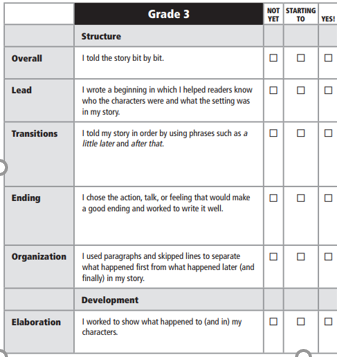 Grade 3
NOT YET
STARTING TO
YES!
Structure
Overall
I told the story bit by bit.
Lead
I wrote a beginning in which I helped readers know
who the characters were and what the setting was
in my story.
Transitions
I told my story in order by using phrases such as a
little later and after that.
Ending
I chose the action, talk, or feeling that would make
a good ending and worked to write it well.
Organization
I used paragraphs and skipped lines to separate
what happened first from what happened later (and
finally) in my story.
Development
Elaboration
I worked to show what happened to (and in) my
characters.